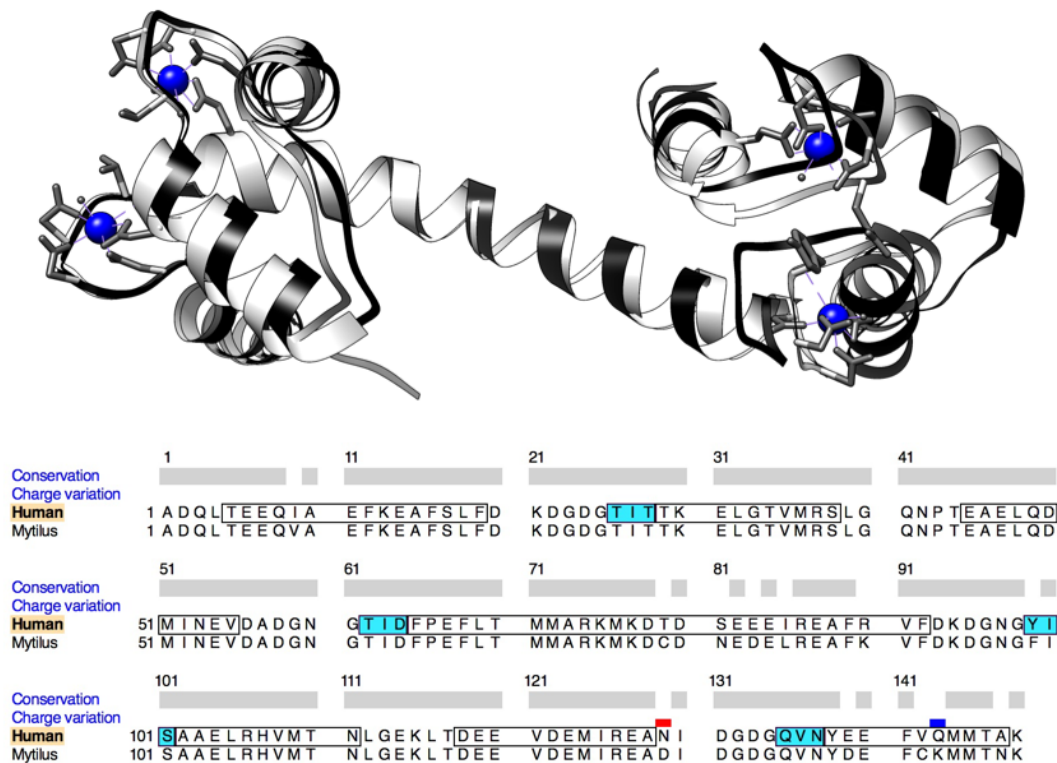 1 11 21 31 41
Conservation
Charge variation
Human 1 A D Q L T E E Q I A E F K E A F S L F D K D G D G T I T T K E L G T V M R S L G Q N P T E A E L Q D
Mytilus 1 A D Q L T E E Q V A E F K E A F S L F D K D G D G T I T T K E L G T V M R S L G Q N P T E A E L Q D
51 61 71 81 91
Conservation
Charge variation
Human 51 M I N E V D A D G N G T I D F P E F L T M M A R K M K D T D S E E E I R E A F R V F D K D G N G Y I
Mytilus 51 M I N E V D A D G N G T I D F P E F L T M M A R K M K D C D N E D E L R E A F K V F D K D G N G F I
101 111 121 131 141
Conservation
Charge variation
Human 101 S A A E L R H V M T N L G E K L T D E E V D E M I R E A N I D G D G Q V N Y E E F V Q M M T A K
Mytilus 101 S A A E L R H V M T N L G E K L T D E E V D E M I R E A D I D G D G Q V N Y D E F C K M M T N K